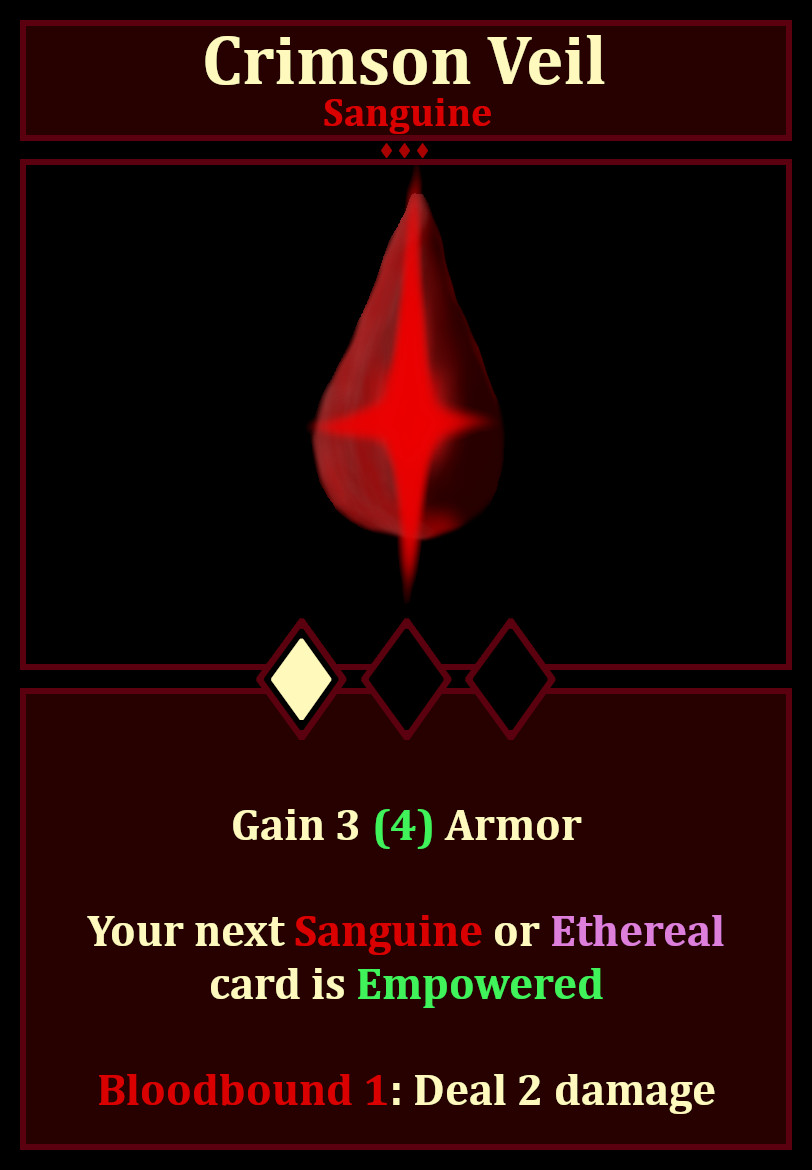 Crimson Veil
Sanguine
Gain 3 (4) Armor
Your next Sanguine or Ethereal
card is Empowered
Bloodbound 1: Deal 2 damage